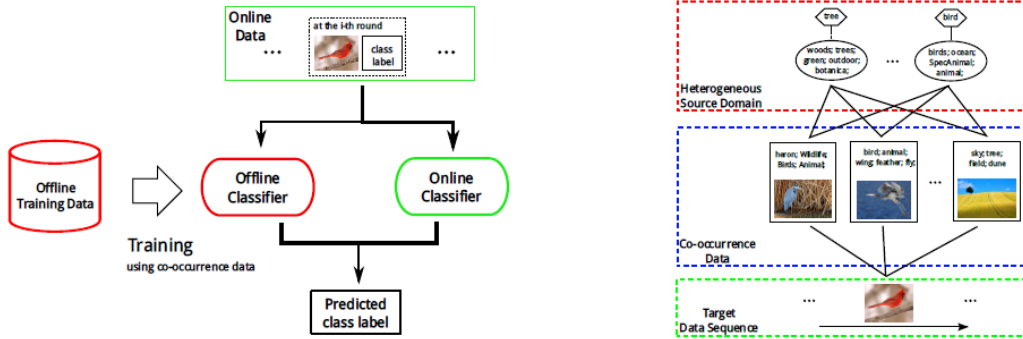 Online
Data
at the i-th round
...
class
label
...
Offline
Training Data
Offline
Classifier
Online
Classifier
Training
using co-occurrence data
Predicted
class label
tree
bird
woods; trees;
green; outdoor;
botanica;
...
birds; ocean;
SpecAnimal;
animal;
Heterogeneous
Source Domain
heron; Wildlife;
Birds; Animal;
bird; animal;
wing; feather; fly;
sky; tree;
field; dune
...
Co-occurrence
Data
...
...
Target
Data Sequence